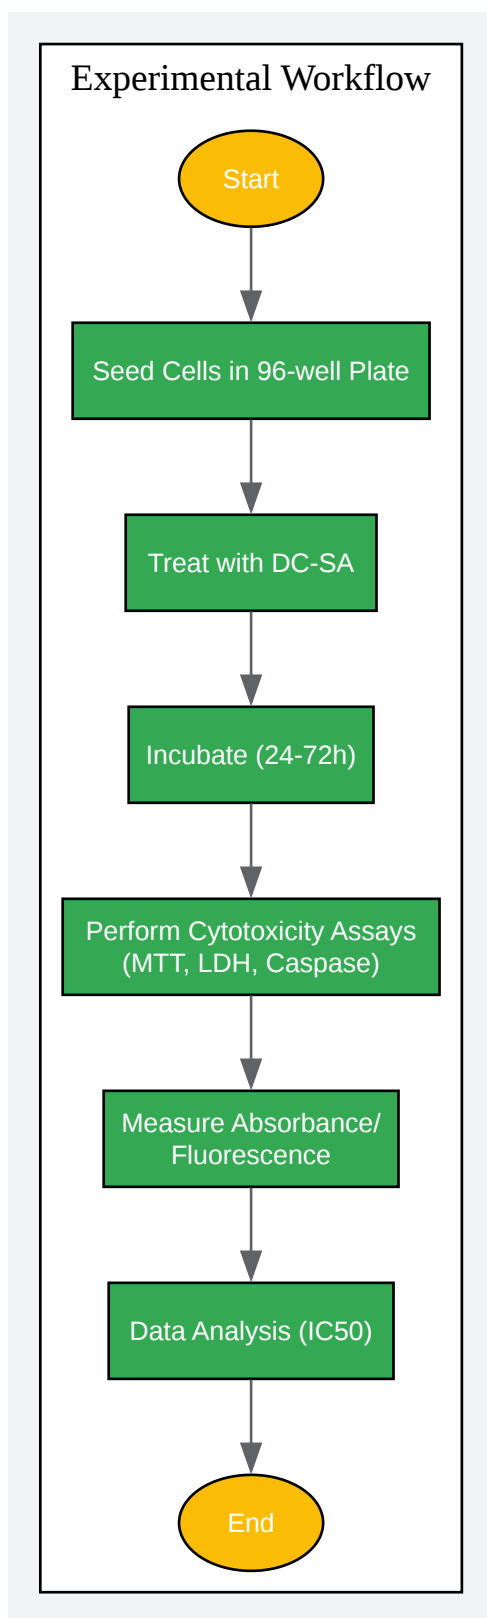 Experimental Workflow
Start
Seed Cells in 96-well Plate
Treat with DC-SA
Incubate (24-72h)
Perform Cytotoxicity Assays
(MTT, LDH, Caspase)
Measure Absorbance/
Fluorescence
Data Analysis (IC50)
End